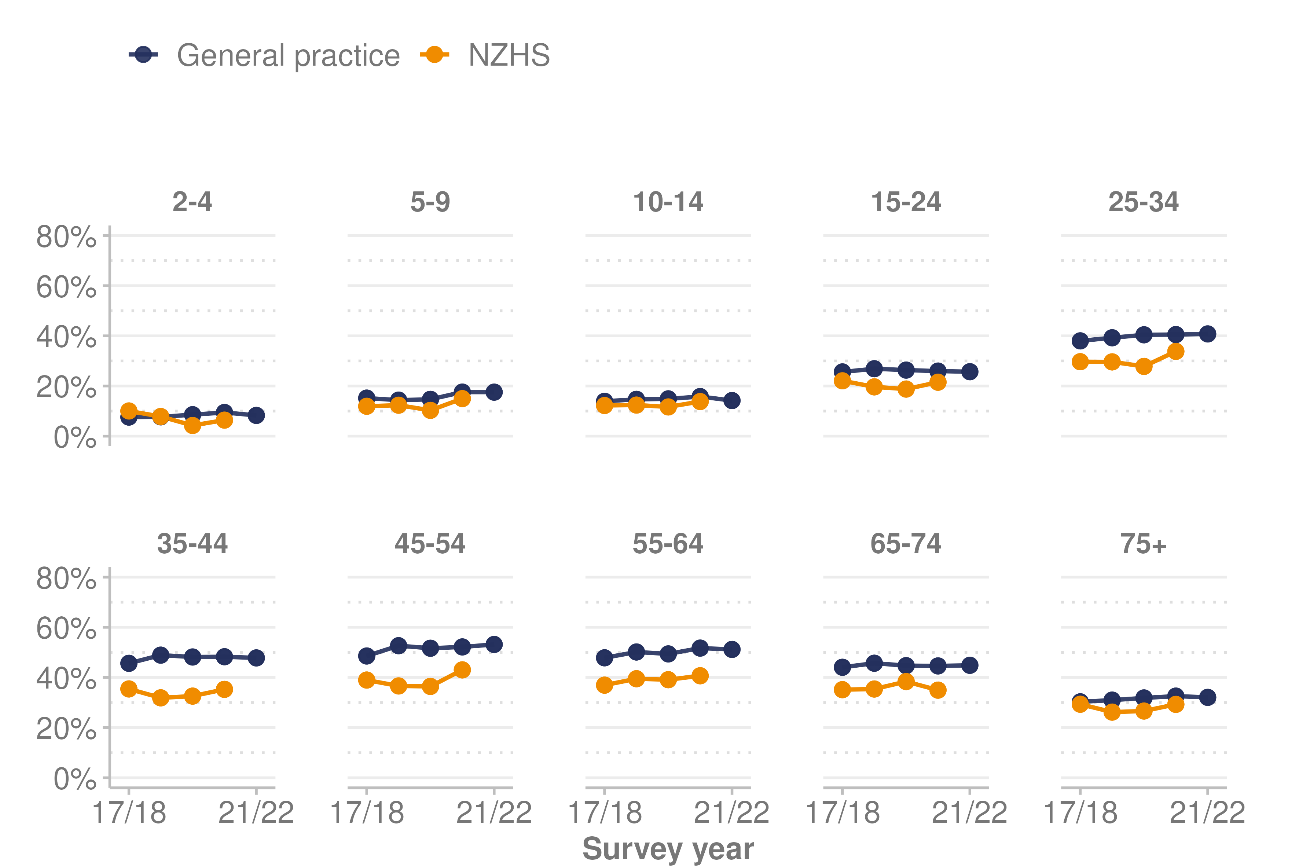 General practice NZHS
2-4 5-9 10-14 15-24 25-34
80%
60%
40%
20%
0%
35-44 45-54 55-64 65-74 75+
80%
60%
40%
20%
0%
17/18 21/22 17/18 21/22 17/18 21/22 17/18 21/22 17/18 21/22
Survey year